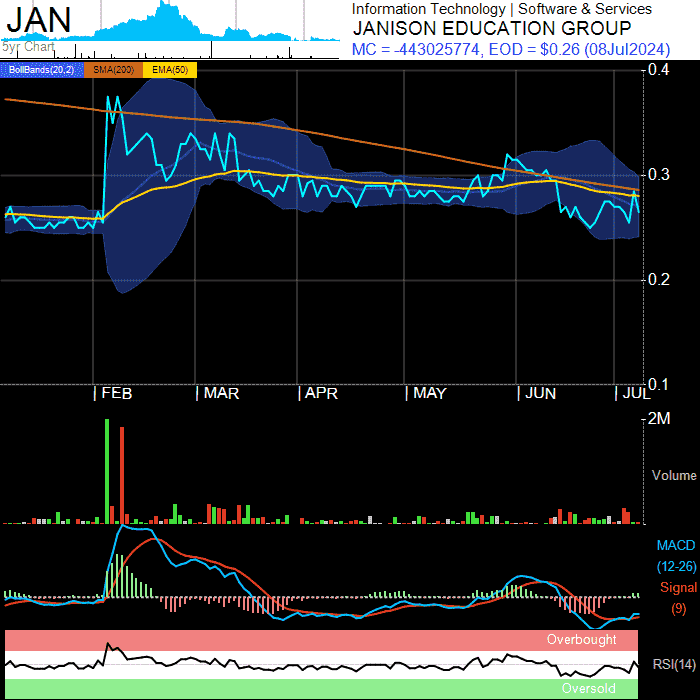 JAN
5yr Chart
Information Technology | Software & Services
JANISON EDUCATION GROUP
MC = -443025774, EOD = $0.26 (08Jul2024)
BollBands(20,2) SMA(200) EMA(50)
0.4
0.3
0.2
0.1
| FEB | MAR | APR | MAY | JUN | JUL
2M
Volume
MACD
(12-26)
Signal
(9)
Overbought
RSI(14)
Oversold